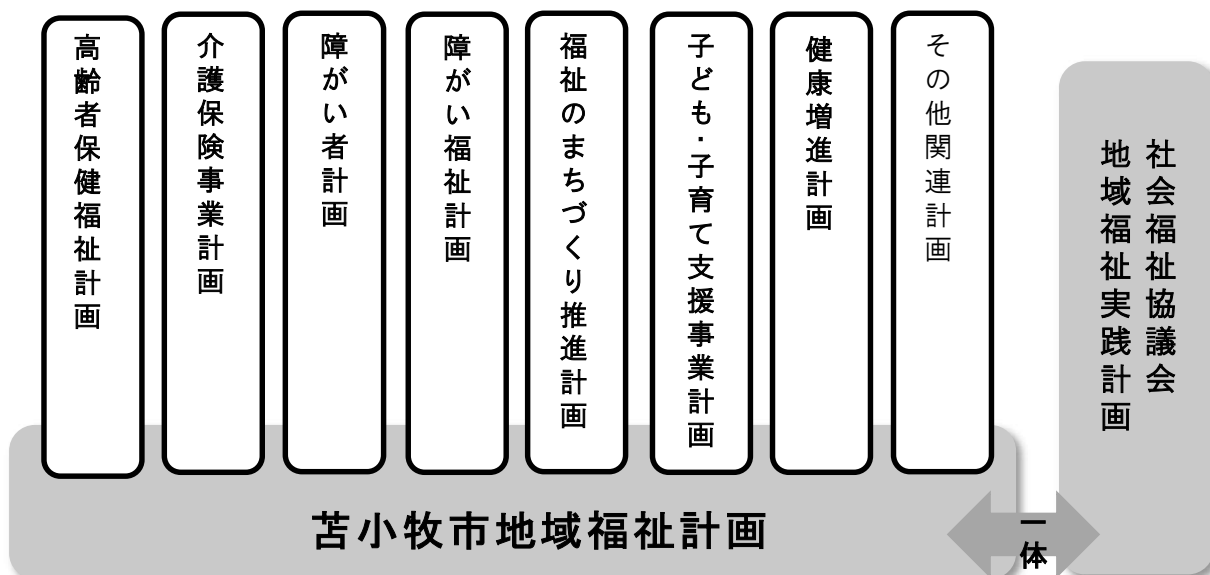 高齢者保健福祉計画
介護保険事業計画
障がい者計画
障がい福祉計画
福祉のまちづくり推進計画
子ども・子育て支援事業計画
健康増進計画
その他関連計画
社会福祉協議会
地域福祉実践計画
苫小牧市地域福祉計画
一体